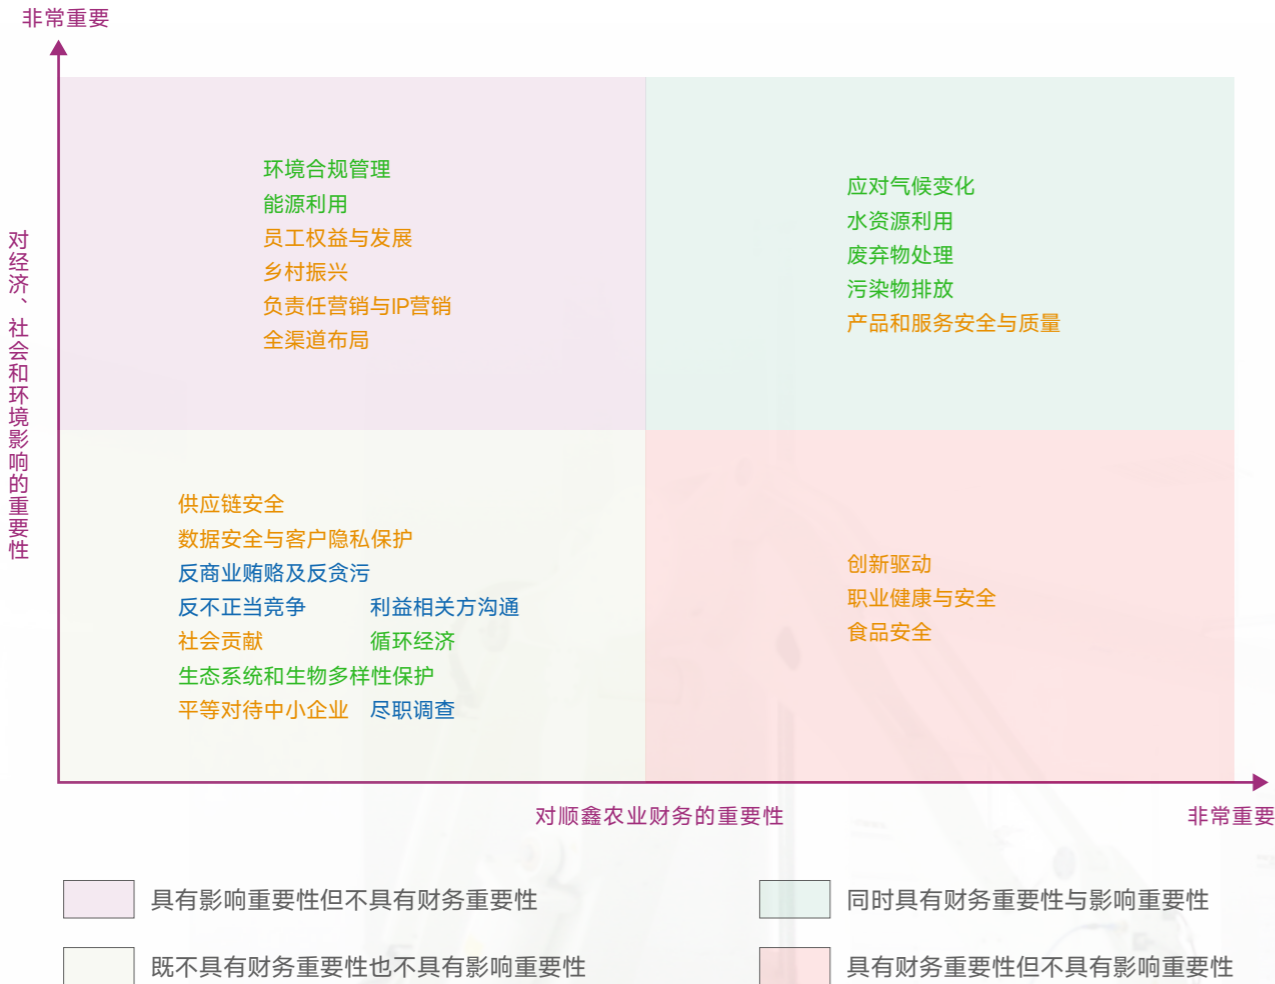 非常重要
对经济、社会和环境影响的重要性
环境合规管理
能源利用
员工权益与发展
乡村振兴
负责任营销与IP营销
全渠道布局
应对气候变化
水资源利用
废弃物处理
污染物排放
产品和服务安全与质量
供应链安全
数据安全与客户隐私保护
反商业贿赂及反贪污
反不正当竞争 利益相关方沟通
社会贡献 循环经济
生态系统和生物多样性保护
平等对待中小企业 尽职调查
创新驱动
职业健康与安全
食品安全
对顺鑫农业财务的重要性
非常重要
具有影响重要性但不具有财务重要性
同时具有财务重要性与影响重要性
既不具有财务重要性也不具有影响重要性
具有财务重要性但不具有影响重要性